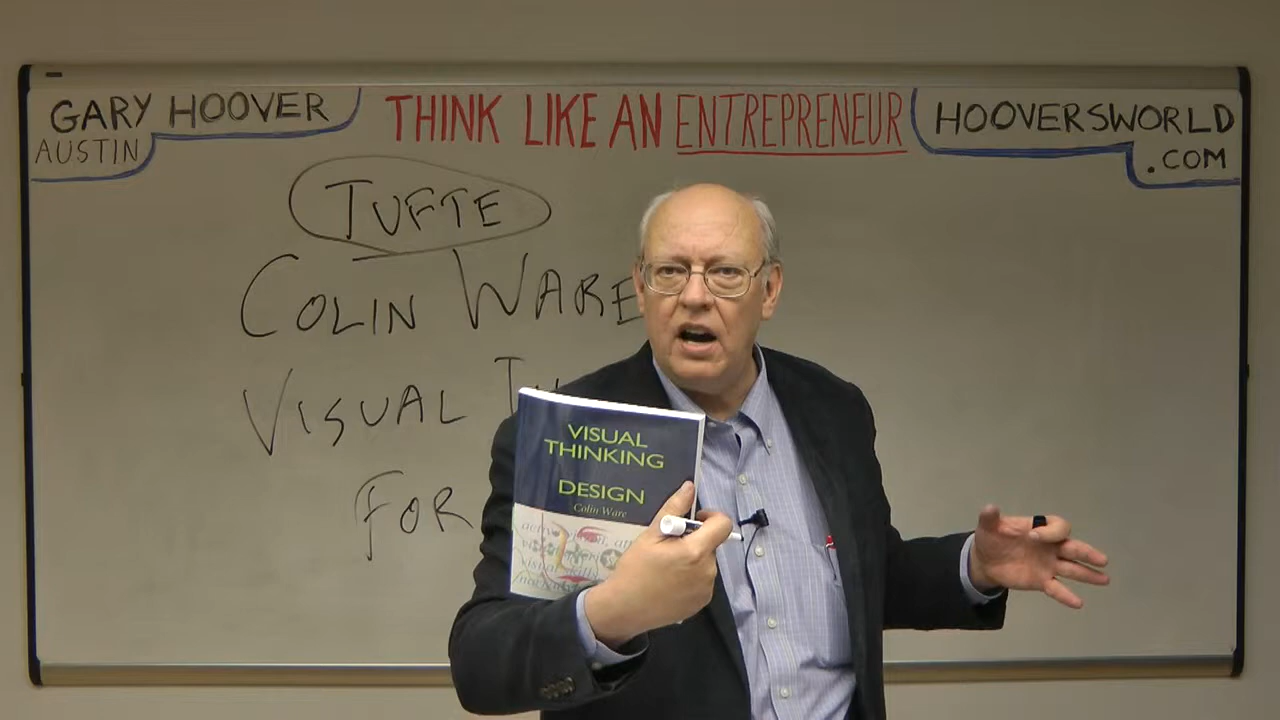 GARY HOOVER
AUSTIN
THINK LIKE AN ENTREPRENEUR
HOOVERSWORLD
.COM
TUFTE
COLIN WARE
VISUAL
FOR
VISUAL
THINKING
DESIGN
Colin Ware